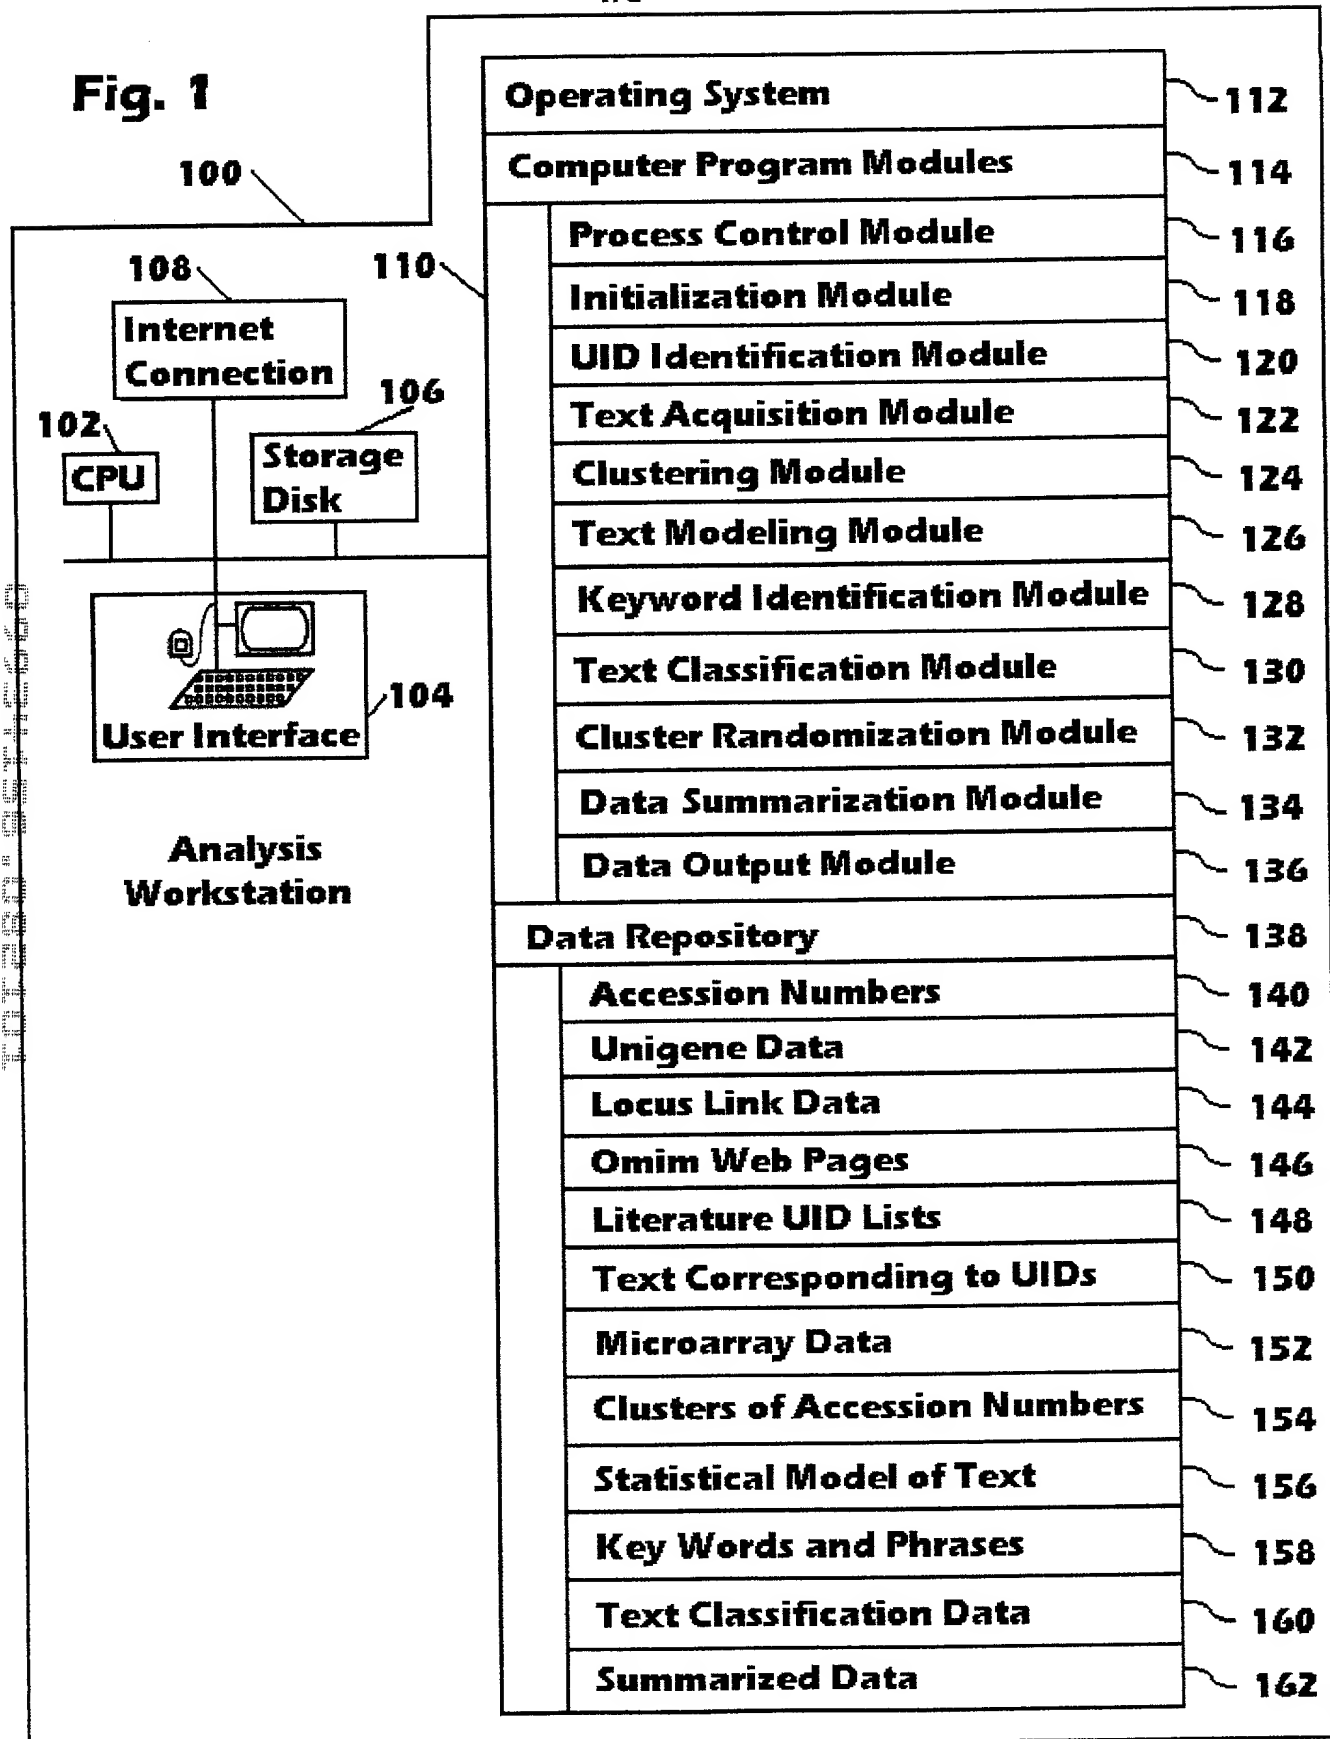 Fig. 1
100
108
Internet
Connection
106
102
CPU
Storage
Disk
User Interface
104
Analysis
Workstation
110
Operating System 112
Computer Program Modules 114
Process Control Module 116
Initialization Module 118
UID Identification Module 120
Text Acquisition Module 122
Clustering Module 124
Text Modeling Module 126
Keyword Identification Module 128
Text Classification Module 130
Cluster Randomization Module 132
Data Summarization Module 134
Data Output Module 136
Data Repository 138
Accession Numbers 140
Unigene Data 142
Locus Link Data 144
Omim Web Pages 146
Literature UID Lists 148
Text Corresponding to UIDs 150
Microarray Data 152
Clusters of Accession Numbers 154
Statistical Model of Text 156
Key Words and Phrases 158
Text Classification Data 160
Summarized Data 162